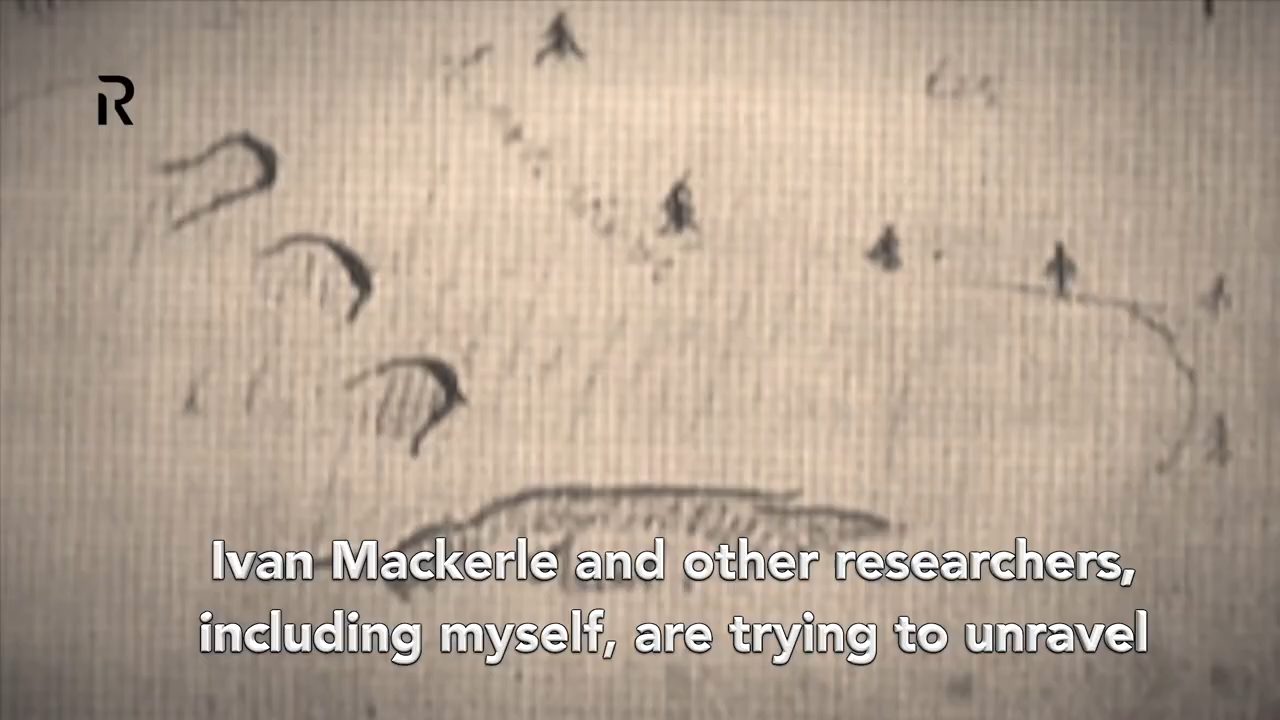 R
Ivan Mackerle and other researchers,
including myself, are trying to unravel